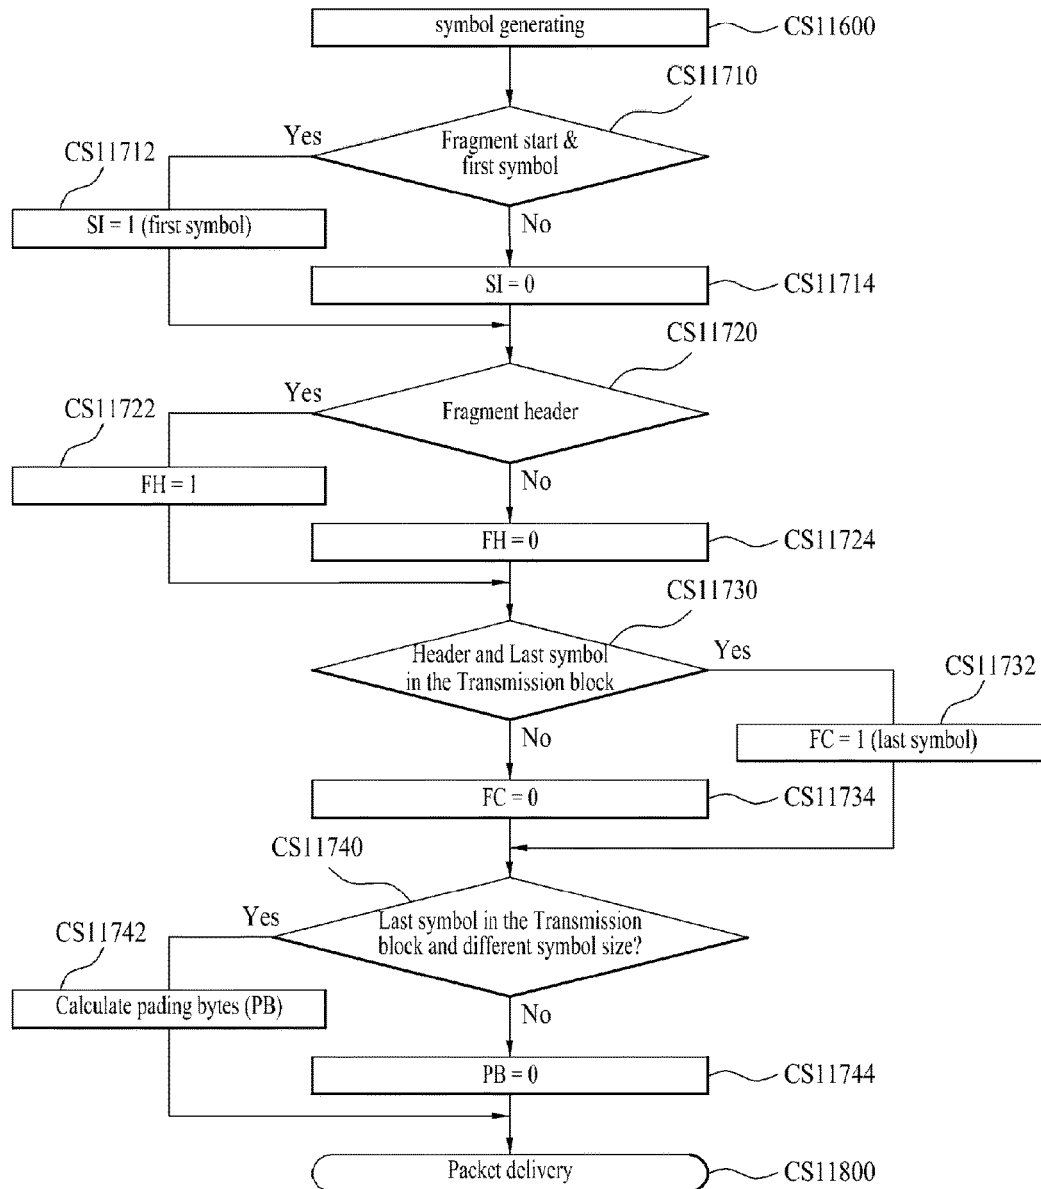 symbol generating
CS11600
CS11710
Yes
Fragment start &
first symbol
CS11712
SI = 1 (first symbol)
No
SI = 0
CS11714
CS11720
Yes
Fragment header
CS11722
FH = 1
No
FH = 0
CS11724
CS11730
Header and Last symbol
in the Transmission block
Yes
CS11732
FC = 1 (last symbol)
No
FC = 0
CS11734
CS11740
Yes
Last symbol in the Transmission
block and different symbol size?
CS11742
Calculate pading bytes (PB)
No
PB = 0
CS11744
Packet delivery
CS11800